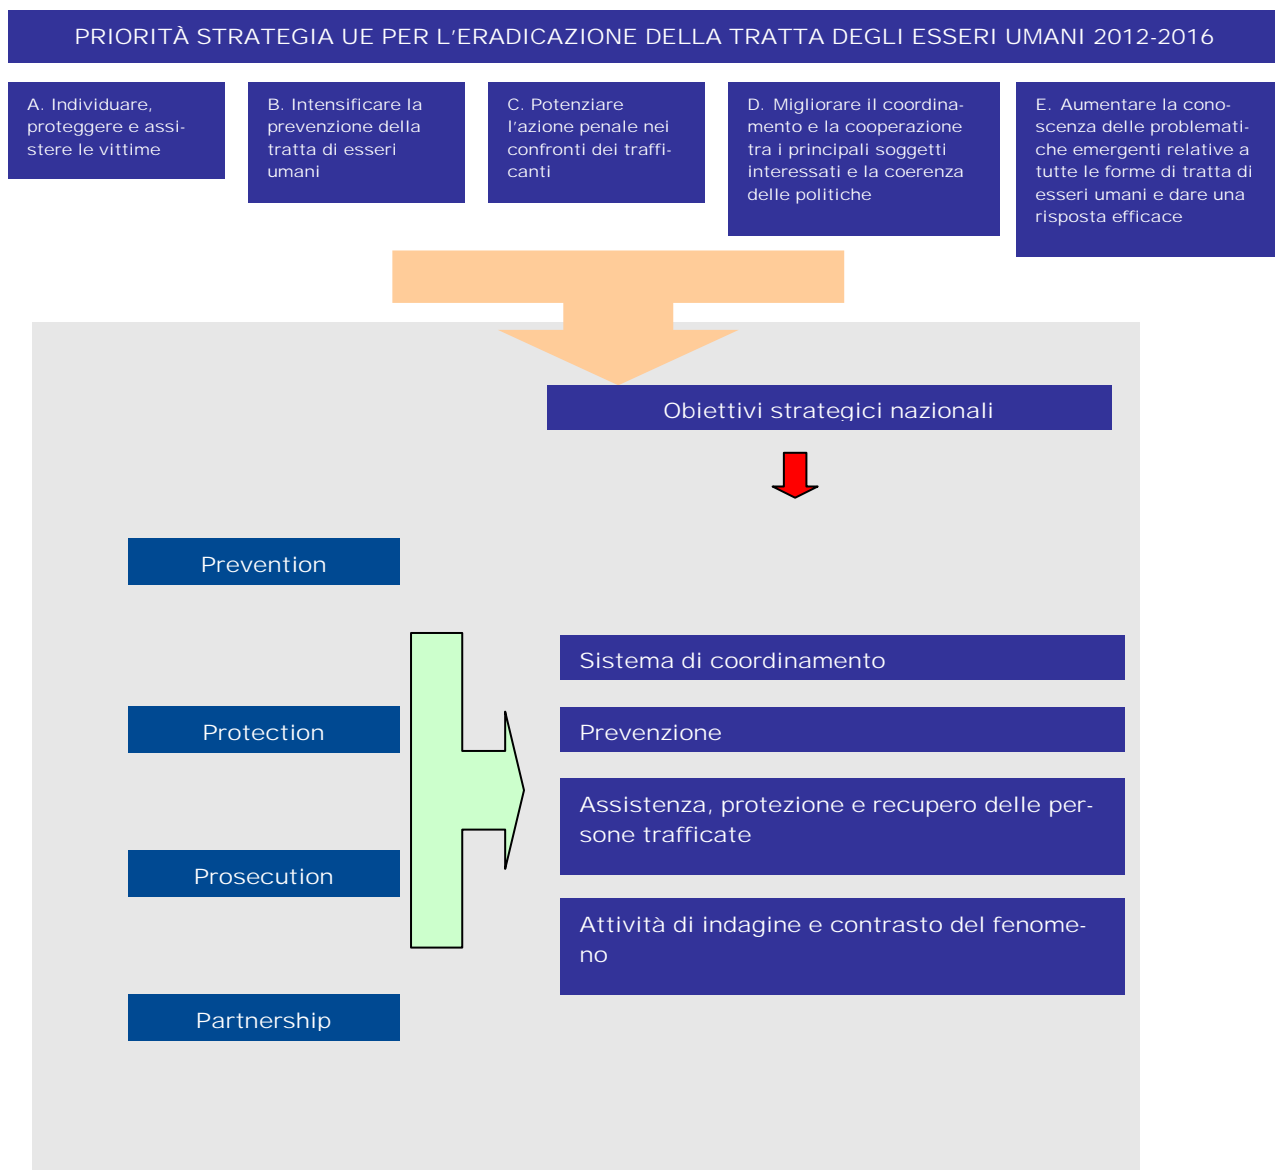 PRIORITÀ STRATEGIA UE PER L'ERADICAZIONE DELLA TRATTA DEGLI ESSERI UMANI 2012-2016
A. Individuare,
proteggere e assi-
stere le vittime
B. Intensificare la
prevenzione della
tratta di esseri
umani
C. Potenziare
l'azione penale nei
confronti dei traffi-
canti
D. Migliorare il coordina-
mento e la cooperazione
tra i principali soggetti
interessati e la coerenza
delle politiche
E. Aumentare la cono-
scenza delle problemati-
che emergenti relative a
tutte le forme di tratta di
esseri umani e dare una
risposta efficace
Obiettivi strategici nazionali
Prevention
Protection
Prosecution
Partnership
Sistema di coordinamento
Prevenzione
Assistenza, protezione e recupero delle per-
sone trafficate
Attività di indagine e contrasto del fenome-
no